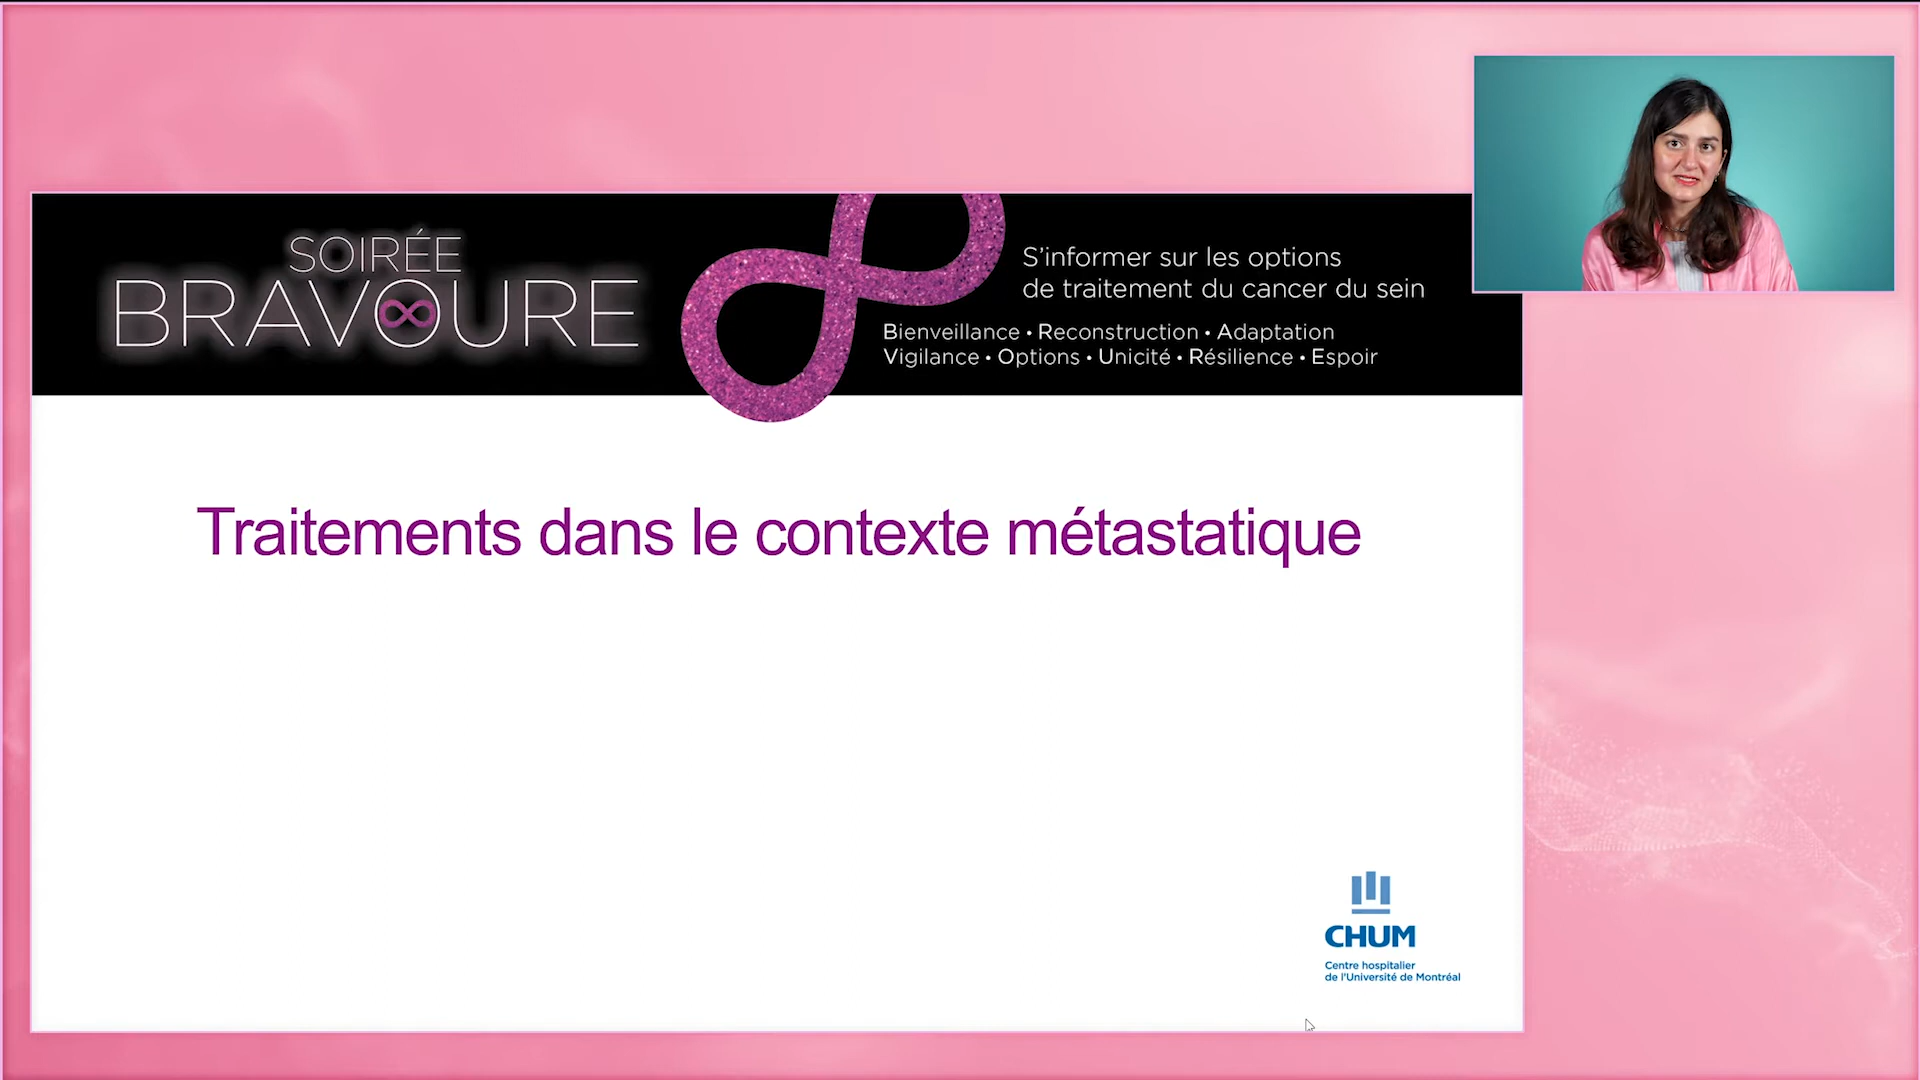 SOIRÉE
BRAVOURE
S'informer sur les options
de traitement du cancer du sein
Bienveillance • Reconstruction • Adaptation
Vigilance • Options • Unicité • Résilience • Espoir
Traitements dans le contexte métastatique
CHUM
Centre hospitalier
de l'Université de Montréal